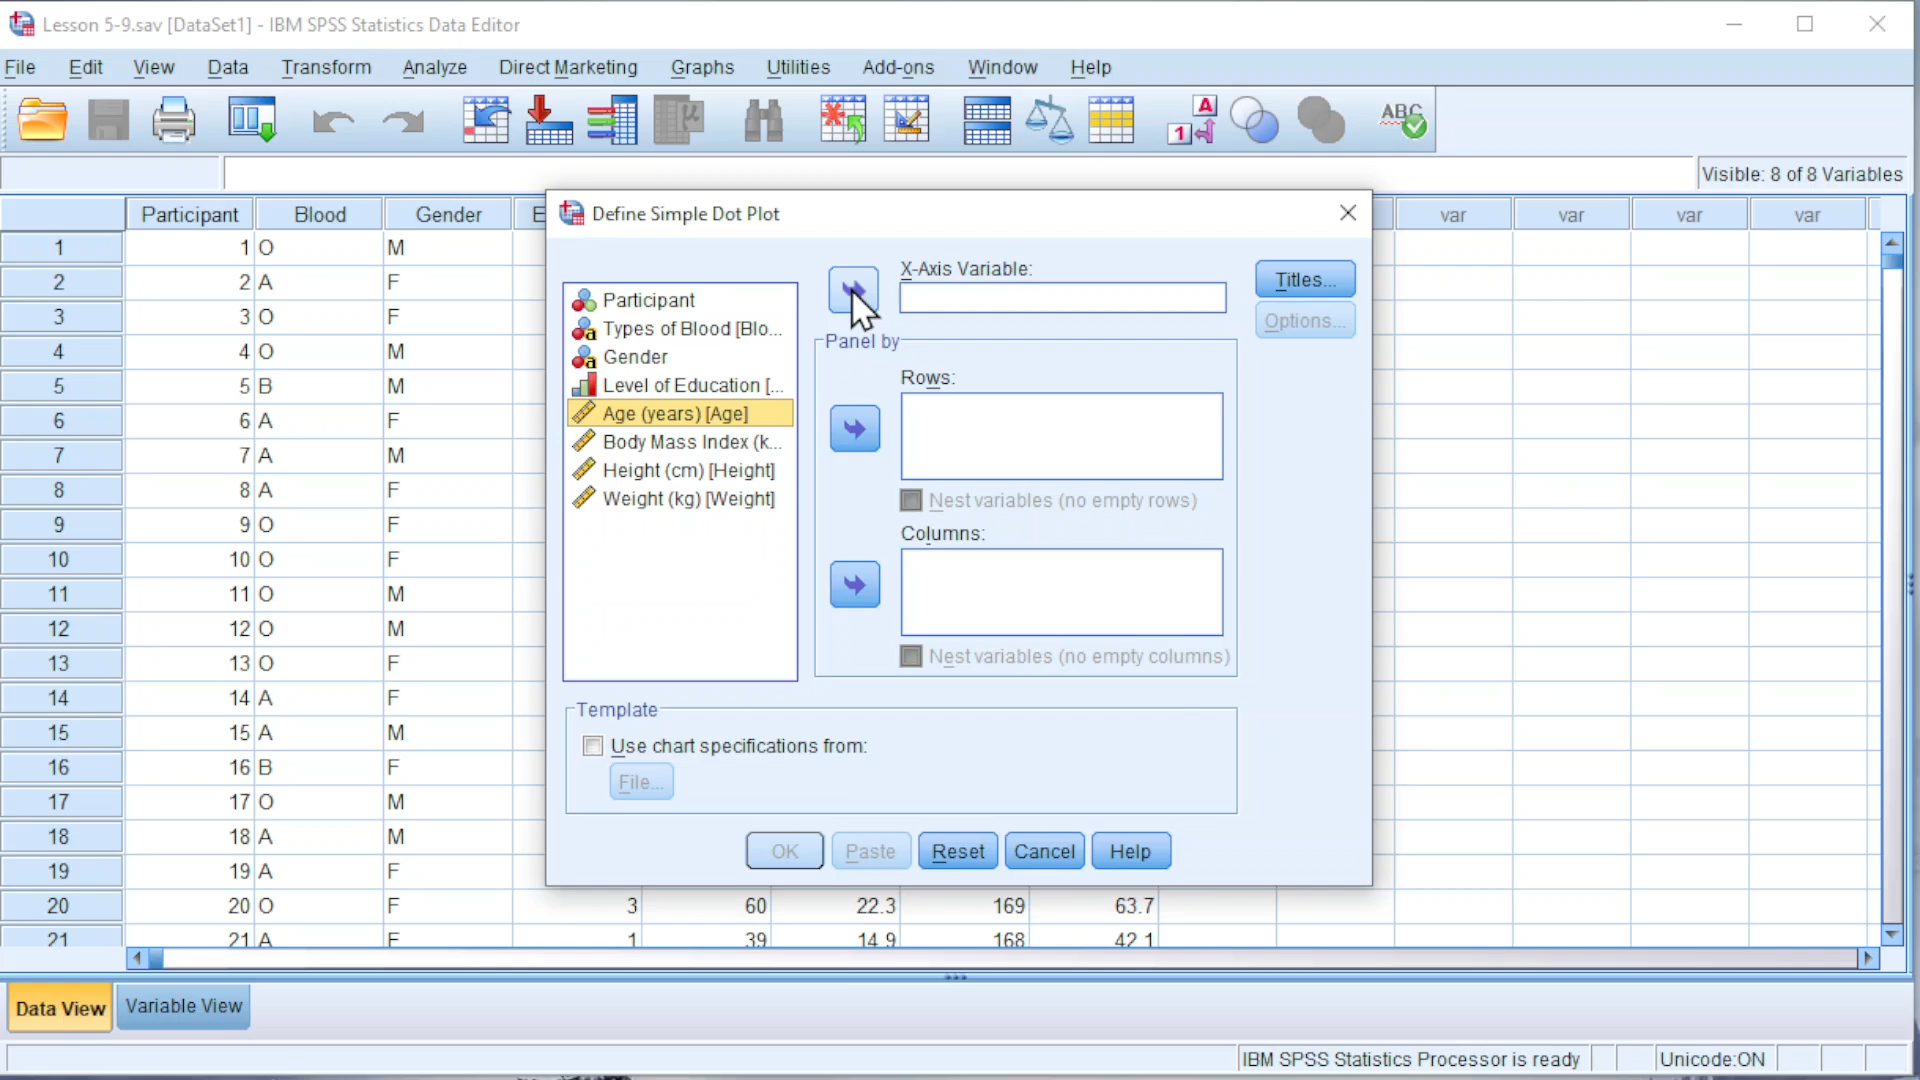 Lesson 5-9.sav [DataSet1] - IBM SPSS Statistics Data Editor
File Edit View Data Transform Analyze Direct Marketing Graphs Utilities Add-ons Window Help
Visible: 8 of 8 Variables
Participant Blood Gender E var var var var
Define Simple Dot Plot
X-Axis Variable:
Titles...
Options...
Participant
Types of Blood [Blo...
Gender
Level of Education [...
Age (years) [Age]
Body Mass Index (k...
Height (cm) [Height]
Weight (kg) [Weight]
Panel by
Rows:
Nest variables (no empty rows)
Columns:
Nest variables (no empty columns)
Template
Use chart specifications from:
File...
OK Paste Reset Cancel Help
1 1 O M
2 2 A F
3 3 O F
4 4 O M
5 5 B M
6 6 A F
7 7 A M
8 8 A F
9 9 O F
10 10 O F
11 11 O M
12 12 O M
13 13 O F
14 14 A F
15 15 A M
16 16 B F
17 17 O M
18 18 A M
19 19 A F
20 20 O F 3 60 22.3 169 63.7
21 21 A F 1 39 14.9 168 42.1
Data View Variable View
IBM SPSS Statistics Processor is ready Unicode:ON